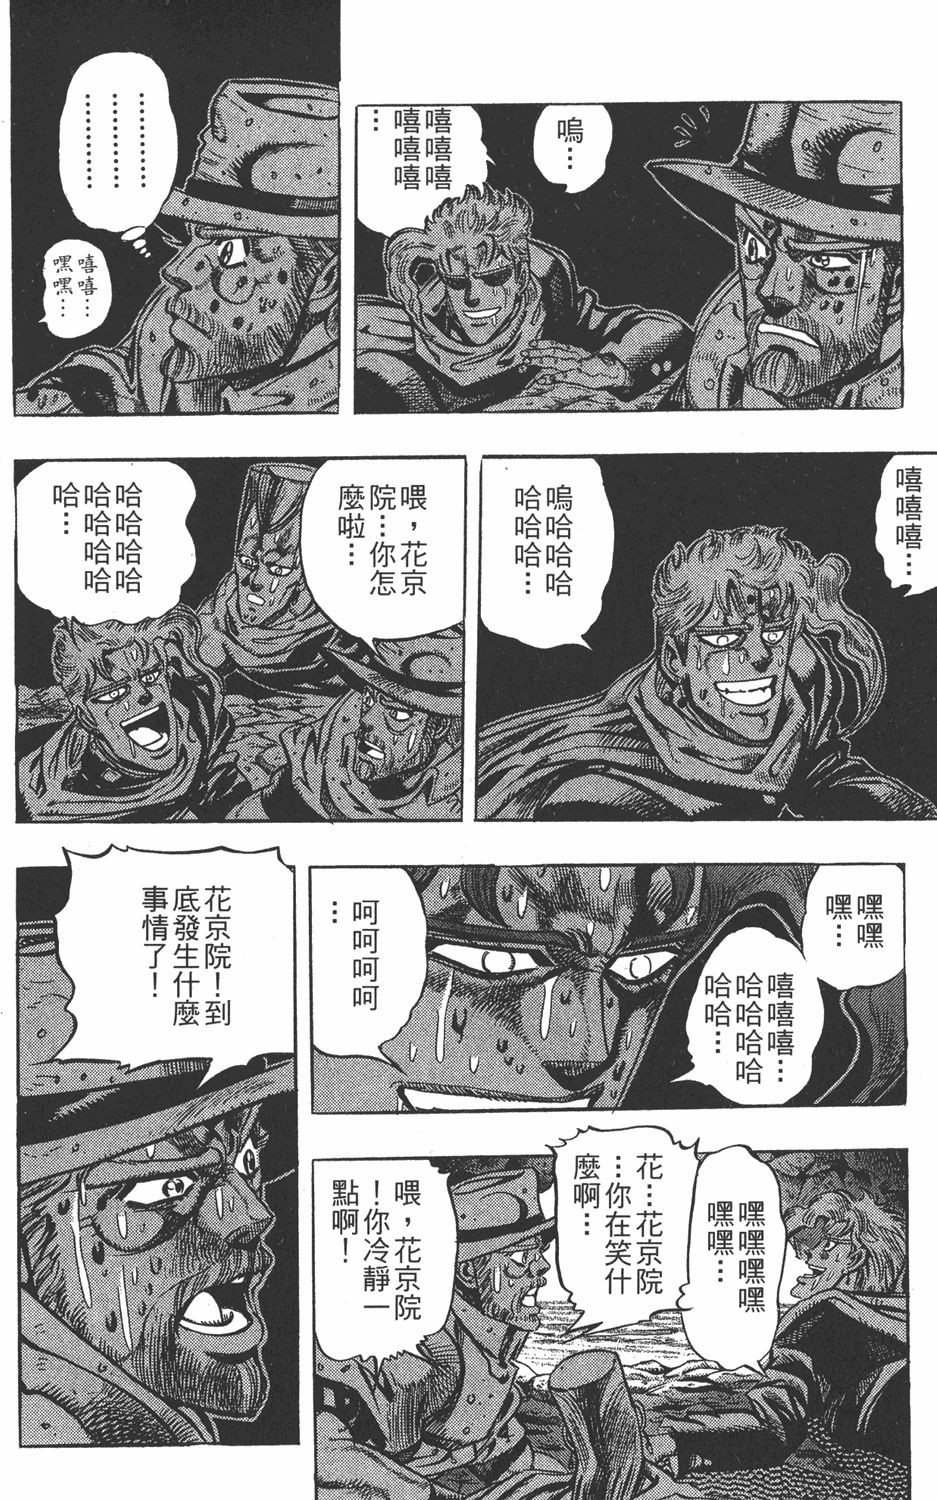 嗚⋯
嘻嘻嘻
嘻嘻嘻
⋯
⋯⋯⋯⋯
⋯⋯⋯⋯
⋯⋯⋯⋯
嘻嘻⋯
嘿嘿⋯
嘻嘻嘻⋯
嗚哈哈哈
哈哈哈⋯
喂，花京
院⋯你怎
麼啦⋯
哈哈哈哈
哈哈哈哈
哈⋯
嘿嘿
嘿⋯
嘻嘻嘻⋯
哈哈哈哈
哈哈⋯
呵呵呵呵
⋯
花京院！到
底發生什麼
事情了！
嘿嘿嘿嘿
嘿嘿⋯
花⋯花京院
⋯你在笑什
麼啊⋯
喂，花京院
！你冷靜一
點啊！